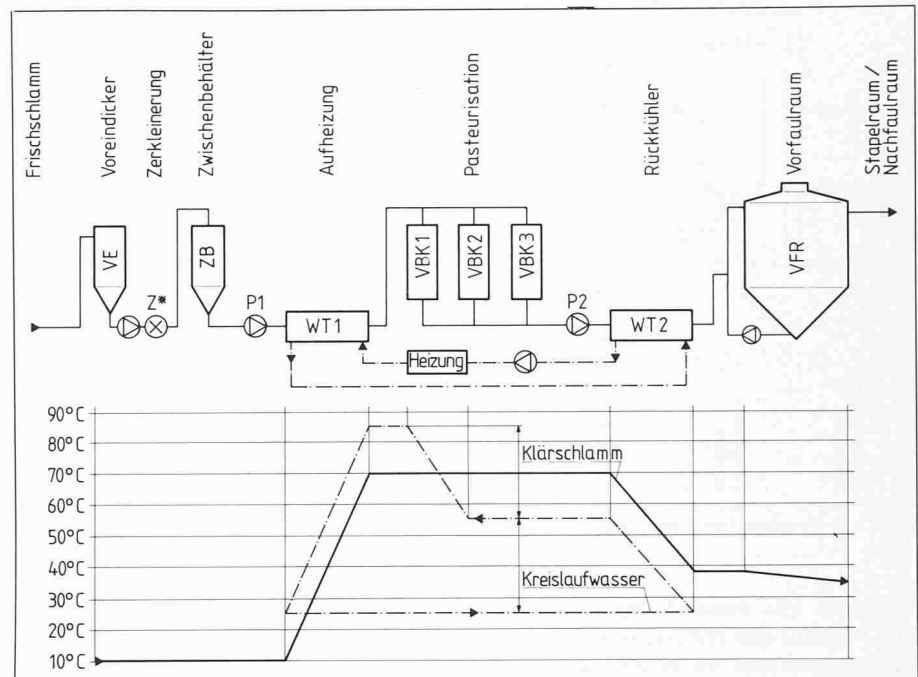 Frischschlamm
Voreindicker
Zerkleinerung
Zwischenbehälter
Aufheizung
Pasteurisation
Rückkühler
Vorfaulraum
Stapelraum /
Nachfaulraum
VE
Z*
ZB
P1
WT1
VBK1
VBK2
VBK3
P2
WT2
VFR
Heizung
90°C
80°C
70°C
60°C
50°C
40°C
30°C
20°C
10°C
Klärschlamm
Kreislaufwasser